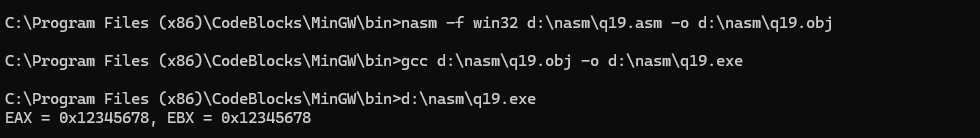 C:\Program Files (x86)\CodeBlocks\MinGW\bin>nasm -f win32 d:\nasm\q19.asm -o d:\nasm\q19.obj
C:\Program Files (x86)\CodeBlocks\MinGW\bin>gcc d:\nasm\q19.obj -o d:\nasm\q19.exe
C:\Program Files (x86)\CodeBlocks\MinGW\bin>d:\nasm\q19.exe
EAX = 0x12345678, EBX = 0x12345678